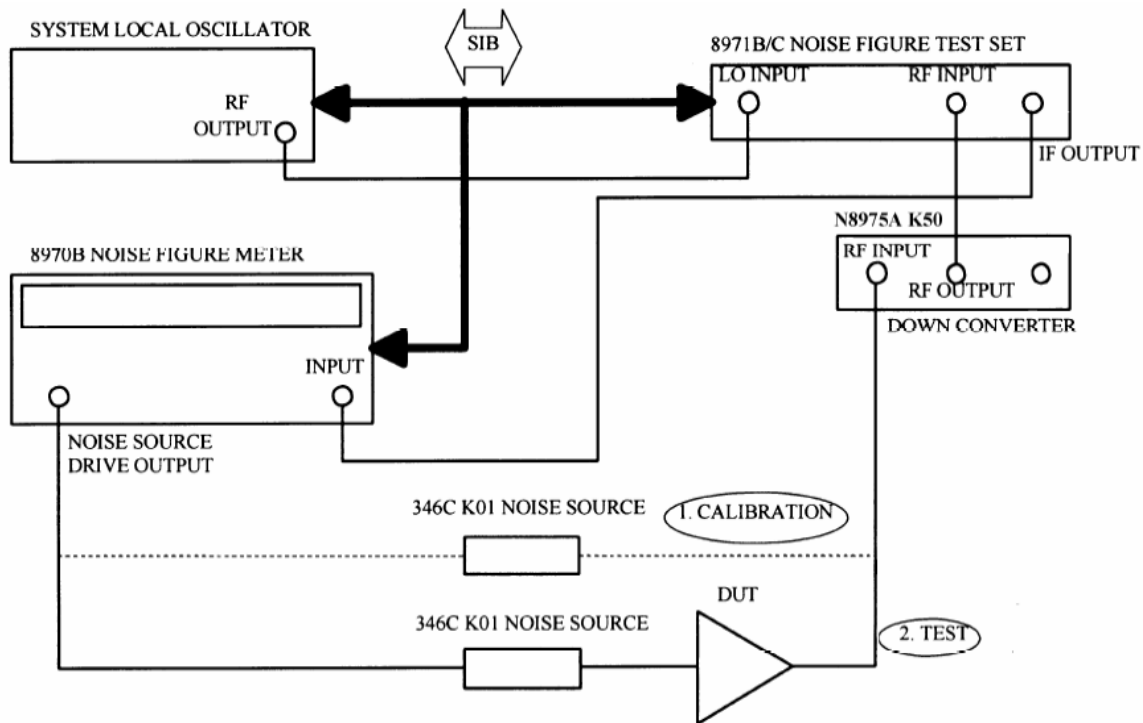 SYSTEM LOCAL OSCILLATOR
SIB
8971B/C NOISE FIGURE TEST SET
LO INPUT
RF INPUT
RF
OUTPUT
IF OUTPUT
N8975A K50
8970B NOISE FIGURE METER
RF INPUT
RF OUTPUT
DOWN CONVERTER
INPUT
NOISE SOURCE
DRIVE OUTPUT
346C K01 NOISE SOURCE
1. CALIBRATION
DUT
346C K01 NOISE SOURCE
2. TEST